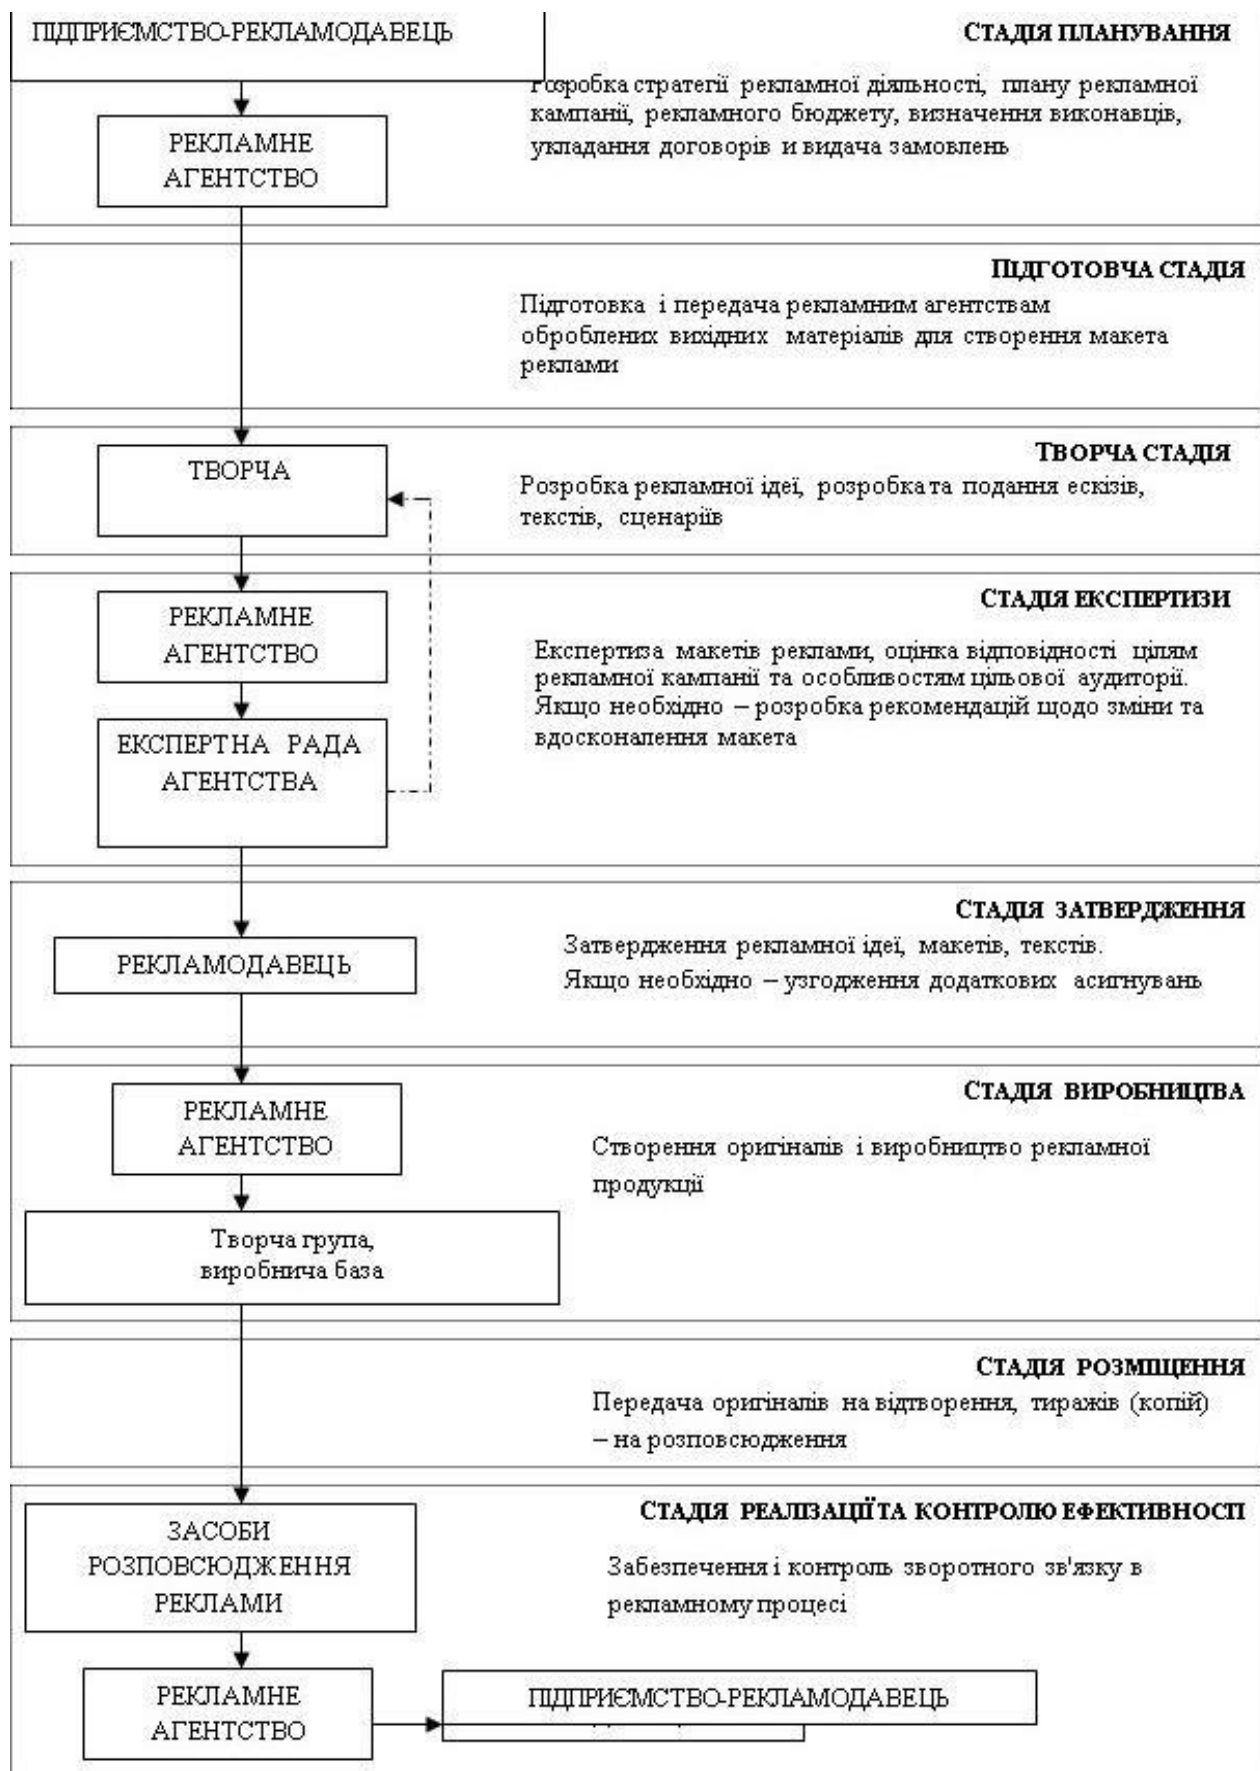 ПІДПРИЄМСТВО-РЕКЛАМОДАВЕЦЬ
СТАДІЯ ПЛАНУВАННЯ
Розробка стратегії рекламної діяльності, плану рекламної
кампанії, рекламного бюджету, визначення виконавців,
укладання договорів и видача замовлень
РЕКЛАМНЕ
АГЕНТСТВО
ПІДГОТОВЧА СТАДІЯ
Підготовка і передача рекламним агентствам
оброблених вихідних матеріалів для створення макета
реклами
ТВОРЧА СТАДІЯ
ТВОРЧА
Розробка рекламної ідеї, розробка та подання ескізів,
текстів, сценаріїв
СТАДІЯ ЕКСПЕРТИЗИ
РЕКЛАМНЕ
АГЕНТСТВО
Експертиза макетів реклами, оцінка відповідності цілям
рекламної кампанії та особливостям цільової аудиторії.
Якщо необхідно – розробка рекомендацій щодо зміни та
вдосконалення макета
ЕКСПЕРТНА РАДА
АГЕНТСТВА
СТАДІЯ ЗАТВЕРДЖЕННЯ
РЕКЛАМОДАВЕЦЬ
Затвердження рекламної ідеї, макетів, текстів.
Якщо необхідно – узгодження додаткових асигнувань
СТАДІЯ ВИРОБНИЦТВА
РЕКЛАМНЕ
АГЕНТСТВО
Створення оригіналів і виробництво рекламної
продукції
Творча група,
виробнича база
СТАДІЯ РОЗМІЩЕННЯ
Передача оригіналів на відтворення, тиражів (копій)
– на розповсюдження
СТАДІЯ РЕАЛІЗАЦІЇ ТА КОНТРОЛЮ ЕФЕКТИВНОСТІ
ЗАСОБИ
РОЗПОВСЮДЖЕННЯ
РЕКЛАМИ
Забезпечення і контроль зворотного зв'язку в
рекламному процесі
РЕКЛАМНЕ
АГЕНТСТВО
ПІДПРИЄМСТВО-РЕКЛАМОДАВЕЦЬ